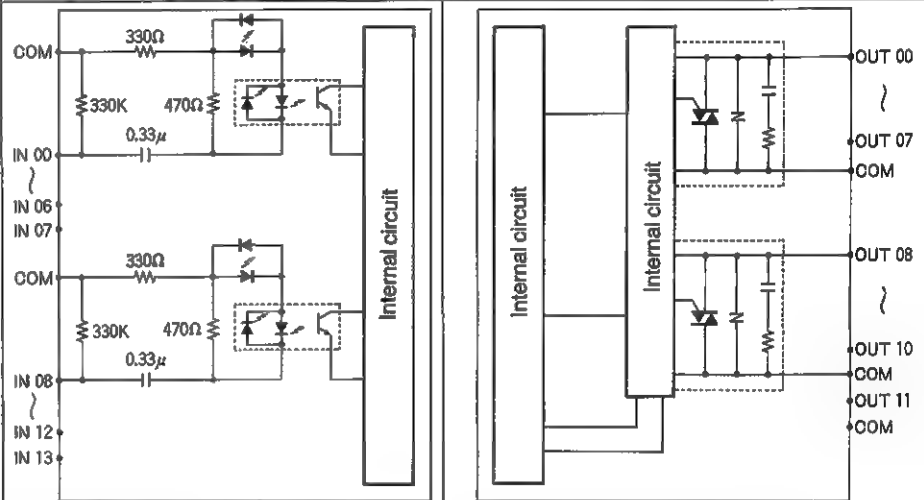 COM
330Ω
330K
470Ω
0.33μ
IN 00
IN 06
IN 07
COM
330Ω
330K
470Ω
0.33μ
IN 08
IN 12
IN 13
Internal circuit
Internal circuit
Internal circuit
OUT 00
OUT 07
COM
OUT 08
OUT 10
COM
OUT 11
COM